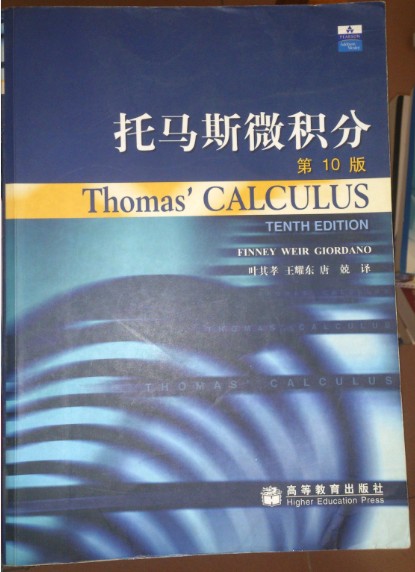 PEARSON
托马斯微积分
第 10 版
Thomas' CALCULUS
TENTH EDITION
FINNEY WEIR GIORDANO
叶其孝 王耀东 唐 兢 译
THOMAS' CALCULUS
THOMAS' CALCULUS
高等教育出版社
Higher Education Press